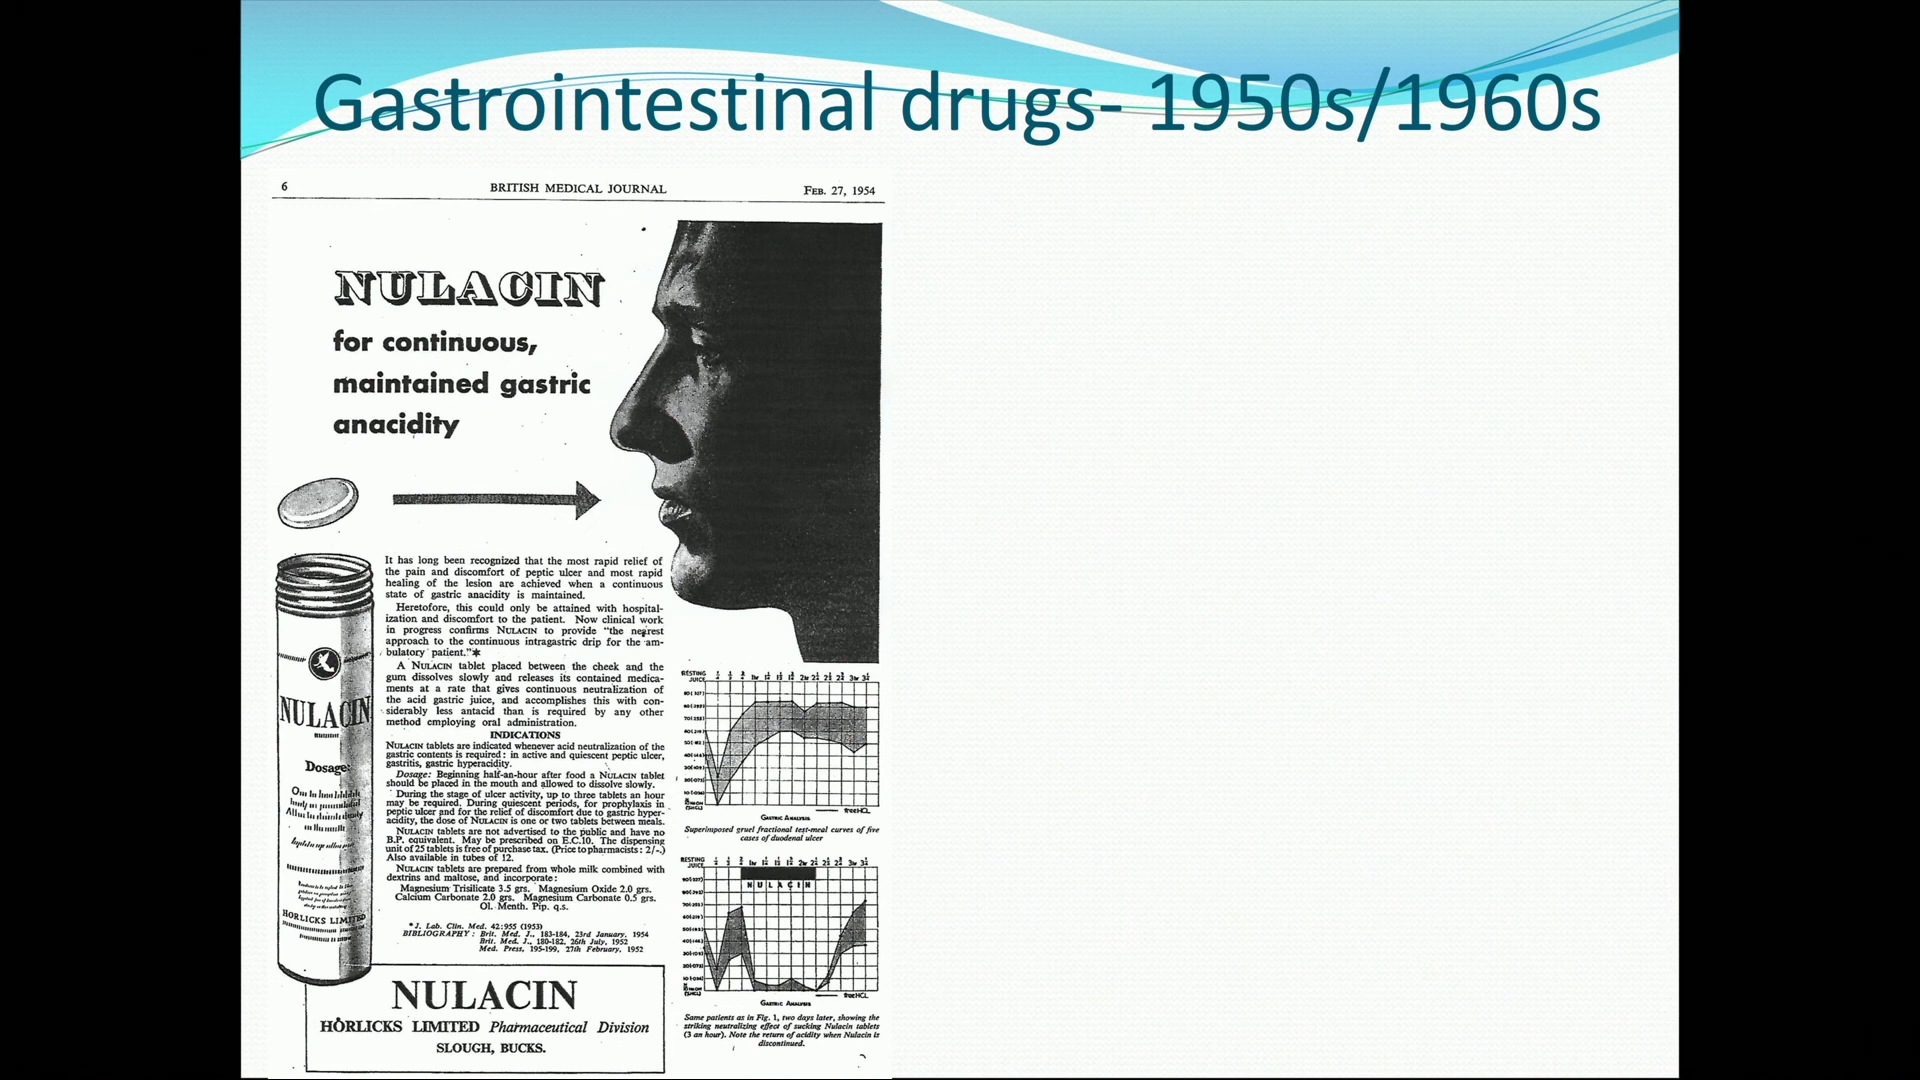 Gastrointestinal drugs- 1950s/1960s
6 BRITISH MEDICAL JOURNAL FEB. 27, 1954
NULACIN
for continuous,
maintained gastric
anacidity
It has long been recognized that the most rapid relief of
the pain and discomfort of peptic ulcer and most rapid
healing of the lesion are achieved when a continuous
state of gastric anacidity is maintained.
Heretofore, this could only be attained with hospital-
ization and discomfort to the patient. Now clinical work
in progress confirms NULACIN to provide "the nearest
approach to the continuous intragastric drip for the am-
bulatory patient."*
A NULACIN tablet placed between the cheek and the
gum dissolves slowly and releases its contained medica-
ments at a rate that gives continuous neutralization of
the acid gastric juice, and accomplishes this with con-
siderably less antacid than is required by any other
method employing oral administration.
INDICATIONS
NULACIN tablets are indicated whenever acid neutralization of the
gastric contents is required : in active and quiescent peptic ulcer,
gastritis, gastric hyperacidity.
Dosage: Beginning half-an-hour after food a NULACIN tablet
should be placed in the mouth and allowed to dissolve slowly.
During the stage of ulcer activity, up to three tablets an hour
may be required. During quiescent periods, for prophylaxis in
peptic ulcer and for the relief of discomfort due to gastric hyper-
acidity, the dose of NULACIN is one or two tablets between meals.
NULACIN tablets are not advertised to the public and have no
B.P. equivalent. May be prescribed on E.C.10. The dispensing
unit of 25 tablets is free of purchase tax. (Price to pharmacists : 2/-.)
Also available in tubes of 12.
NULACIN tablets are prepared from whole milk combined with
dextrins and maltose, and incorporate :
Magnesium Trisilicate 3.5 grs. Magnesium Oxide 2.0 grs.
Calcium Carbonate 2.0 grs. Magnesium Carbonate 0.5 grs.
Ol. Menth. Pip. q.s.
*J. Lab. Clin. Med. 42:955 (1953)
BIBLIOGRAPHY : Brit. Med. J., 183-184, 23rd January, 1954
Brit. Med. J., 180-182, 26th July, 1952
Med. Press, 195-199, 27th February, 1952
NULACIN
Dosage:
HORLICKS LIMITED
RESTING
JUICE
free HCL
GASTRIC ANALYSIS
Superimposed gruel fractional test-meal curves of five
cases of duodenal ulcer
RESTING
JUICE
NULACIN
free HCL
GASTRIC ANALYSIS
Same patients as in Fig. 1, two days later, showing the
striking neutralizing effect of sucking Nulacin tablets
(3 an hour). Note the return of acidity when Nulacin is
discontinued.
NULACIN
HORLICKS LIMITED Pharmaceutical Division
SLOUGH, BUCKS.